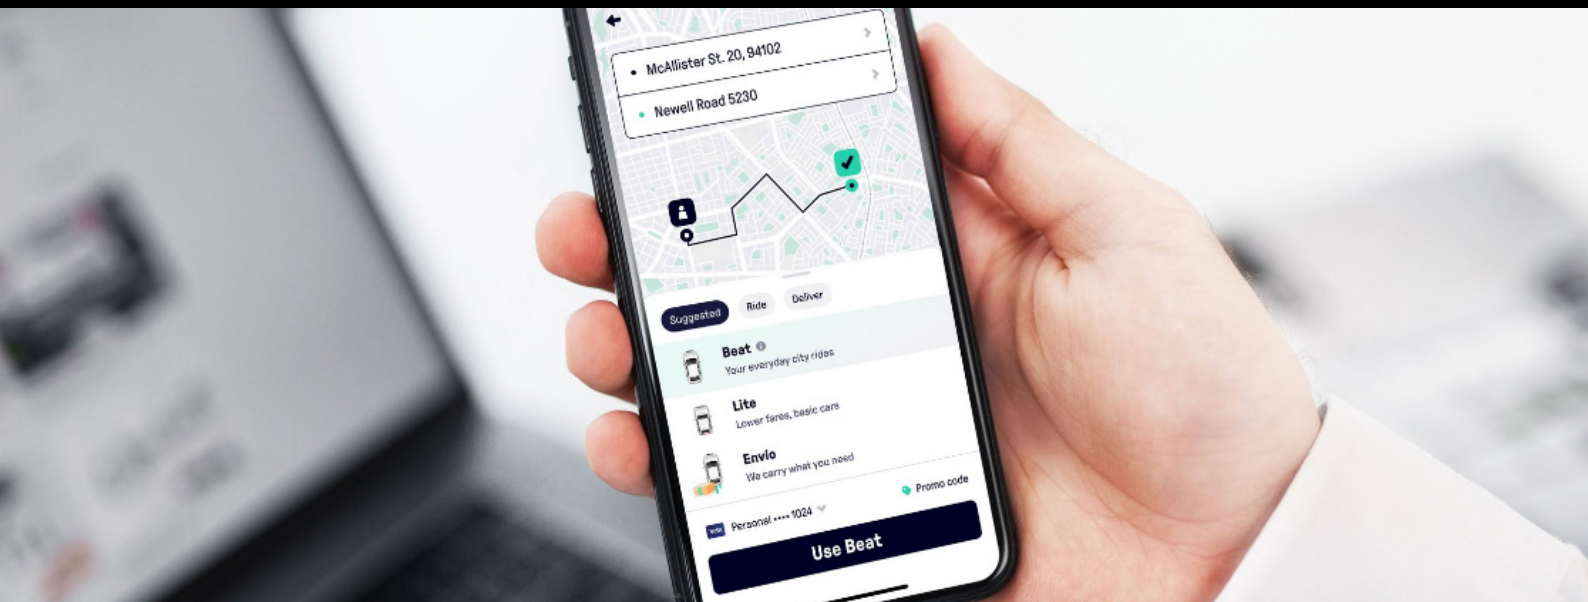 McAllister St. 20, 94102
Newell Road 5230
Suggested
Ride
Deliver
Beat
Your everyday city rides
Lite
Lower fares, basic cars
Envío
We carry what you need
Personal •••• 1024
Promo code
Use Beat